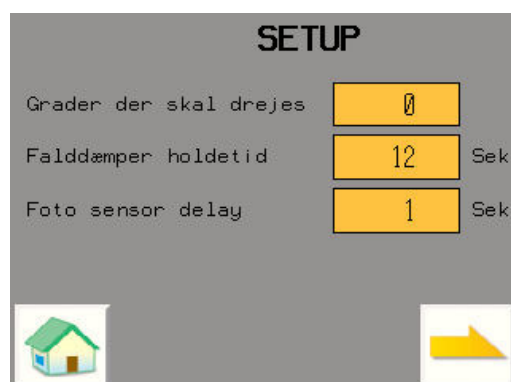 SETUP
Grader der skal drejes 0
Falddæmper holdetid 12 Sek
Foto sensor delay 1 Sek